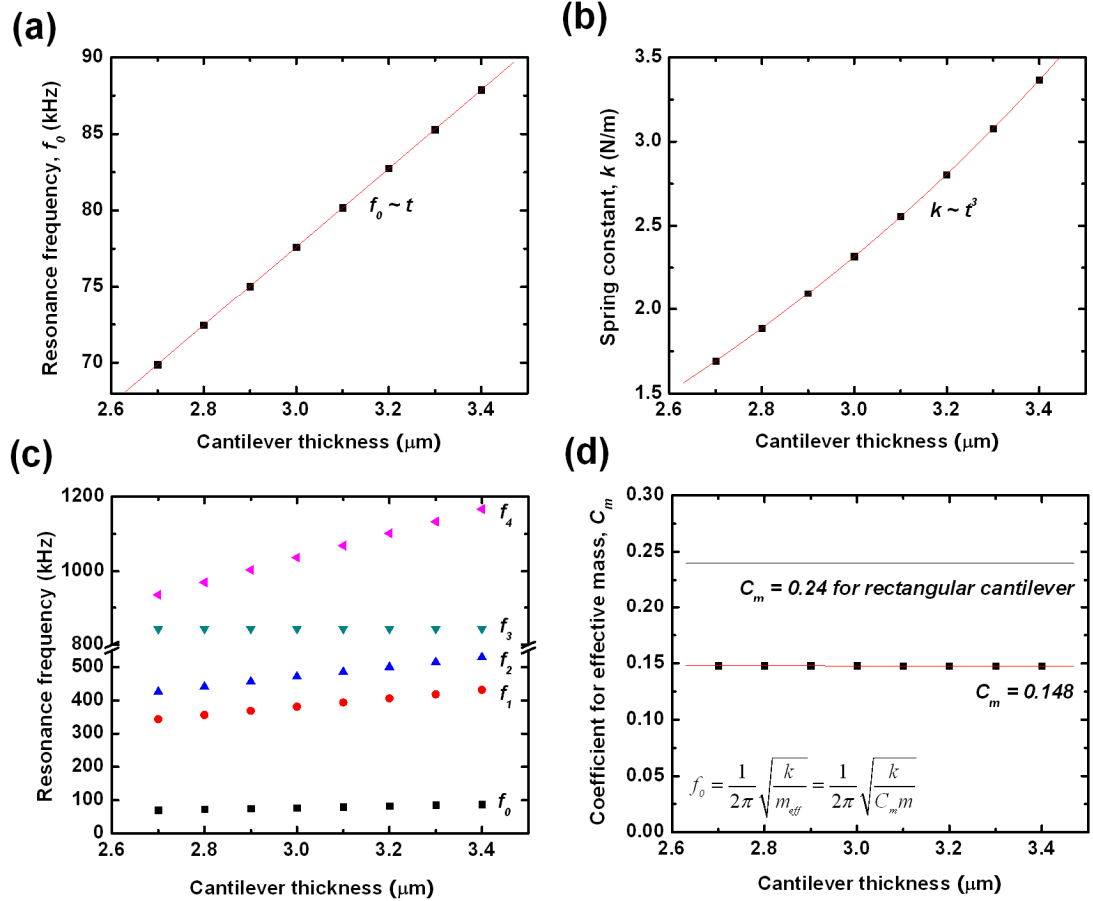 (a)
90
85
80
75
70
2.6 2.8 3.0 3.2 3.4
Resonance frequency, f₀ (kHz)
f₀ ~ t
Cantilever thickness (μm)
(b)
3.5
3.0
2.5
2.0
1.5
2.6 2.8 3.0 3.2 3.4
Spring constant, k (N/m)
k ~ t³
Cantilever thickness (μm)
(c)
1200
1000
800
500
400
300
200
100
0
2.6 2.8 3.0 3.2 3.4
Resonance frequency (kHz)
f₄
f₃
f₂
f₁
f₀
Cantilever thickness (μm)
(d)
0.30
0.25
0.20
0.15
0.10
0.05
0.00
2.6 2.8 3.0 3.2 3.4
Coefficient for effective mass, Cₘ
Cₘ = 0.24 for rectangular cantilever
Cₘ = 0.148
f₀ = 1/2π √(k/m_eff) = 1/2π √(k/Cₘm)
Cantilever thickness (μm)